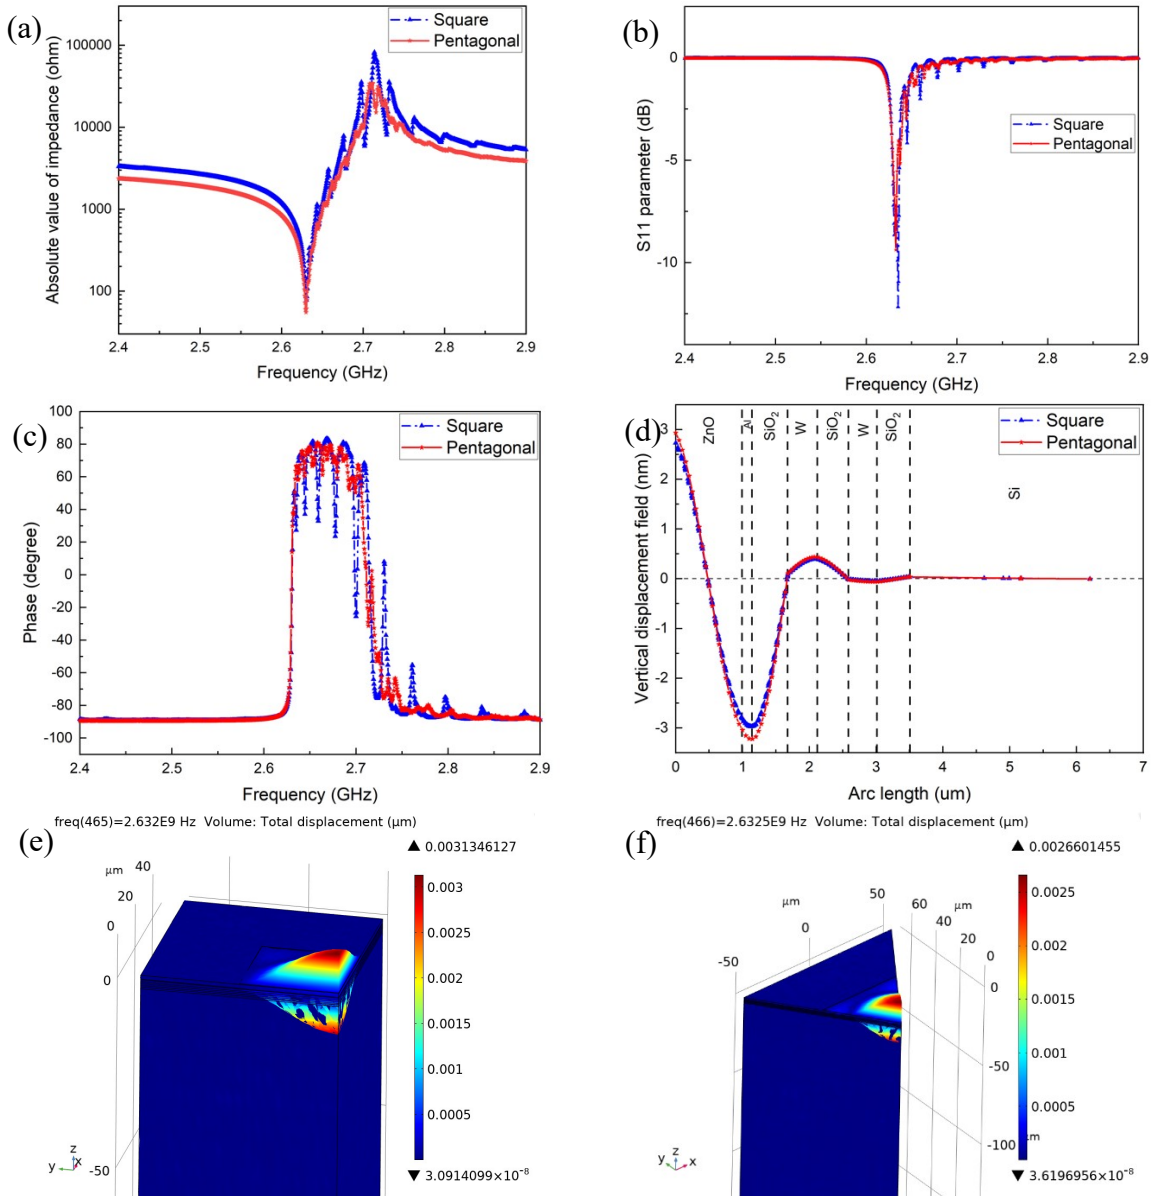 (a)
Square
Pentagonal
100000
10000
1000
100
Absolute value of impedance (ohm)
2.4
2.5
2.6
2.7
2.8
2.9
Frequency (GHz)
(b)
0
-5
-10
S11 parameter (dB)
Square
Pentagonal
2.4
2.5
2.6
2.7
2.8
2.9
Frequency (GHz)
(c)
100
80
60
40
20
0
-20
-40
-60
-80
-100
Phase (degree)
Square
Pentagonal
2.4
2.5
2.6
2.7
2.8
2.9
Frequency (GHz)
(d)
3
2
1
0
-1
-2
-3
Vertical displacement field (nm)
ZnO
Al
SiO2
W
SiO2
W
SiO2
Si
Square
Pentagonal
0
1
2
3
4
5
6
7
Arc length (um)
freq(465)=2.632E9 Hz Volume: Total displacement (μm)
(e)
▲ 0.0031346127
μm
40
20
0
0
-50
0.003
0.0025
0.002
0.0015
0.001
0.0005
▼ 3.0914099×10⁻⁸
z
y
x
freq(466)=2.6325E9 Hz Volume: Total displacement (μm)
(f)
▲ 0.0026601455
μm
50
0
-50
μm
60
40
20
0
0
-50
-100
0.0025
0.002
0.0015
0.001
0.0005
▼ 3.6196956×10⁻⁸
z
y
x